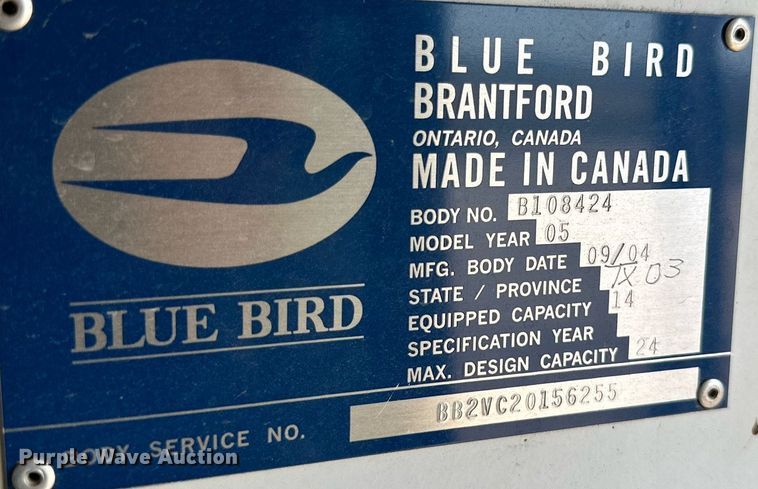 BLUE BIRD
BLUE BIRD
BRANTFORD
ONTARIO, CANADA
MADE IN CANADA
BODY NO. B108424
MODEL YEAR 05
MFG. BODY DATE 09/04
STATE / PROVINCE TX 03
EQUIPPED CAPACITY 14
SPECIFICATION YEAR
MAX. DESIGN CAPACITY 24
BODY SERVICE NO. BB2VC20156255
Purple Wave Auction